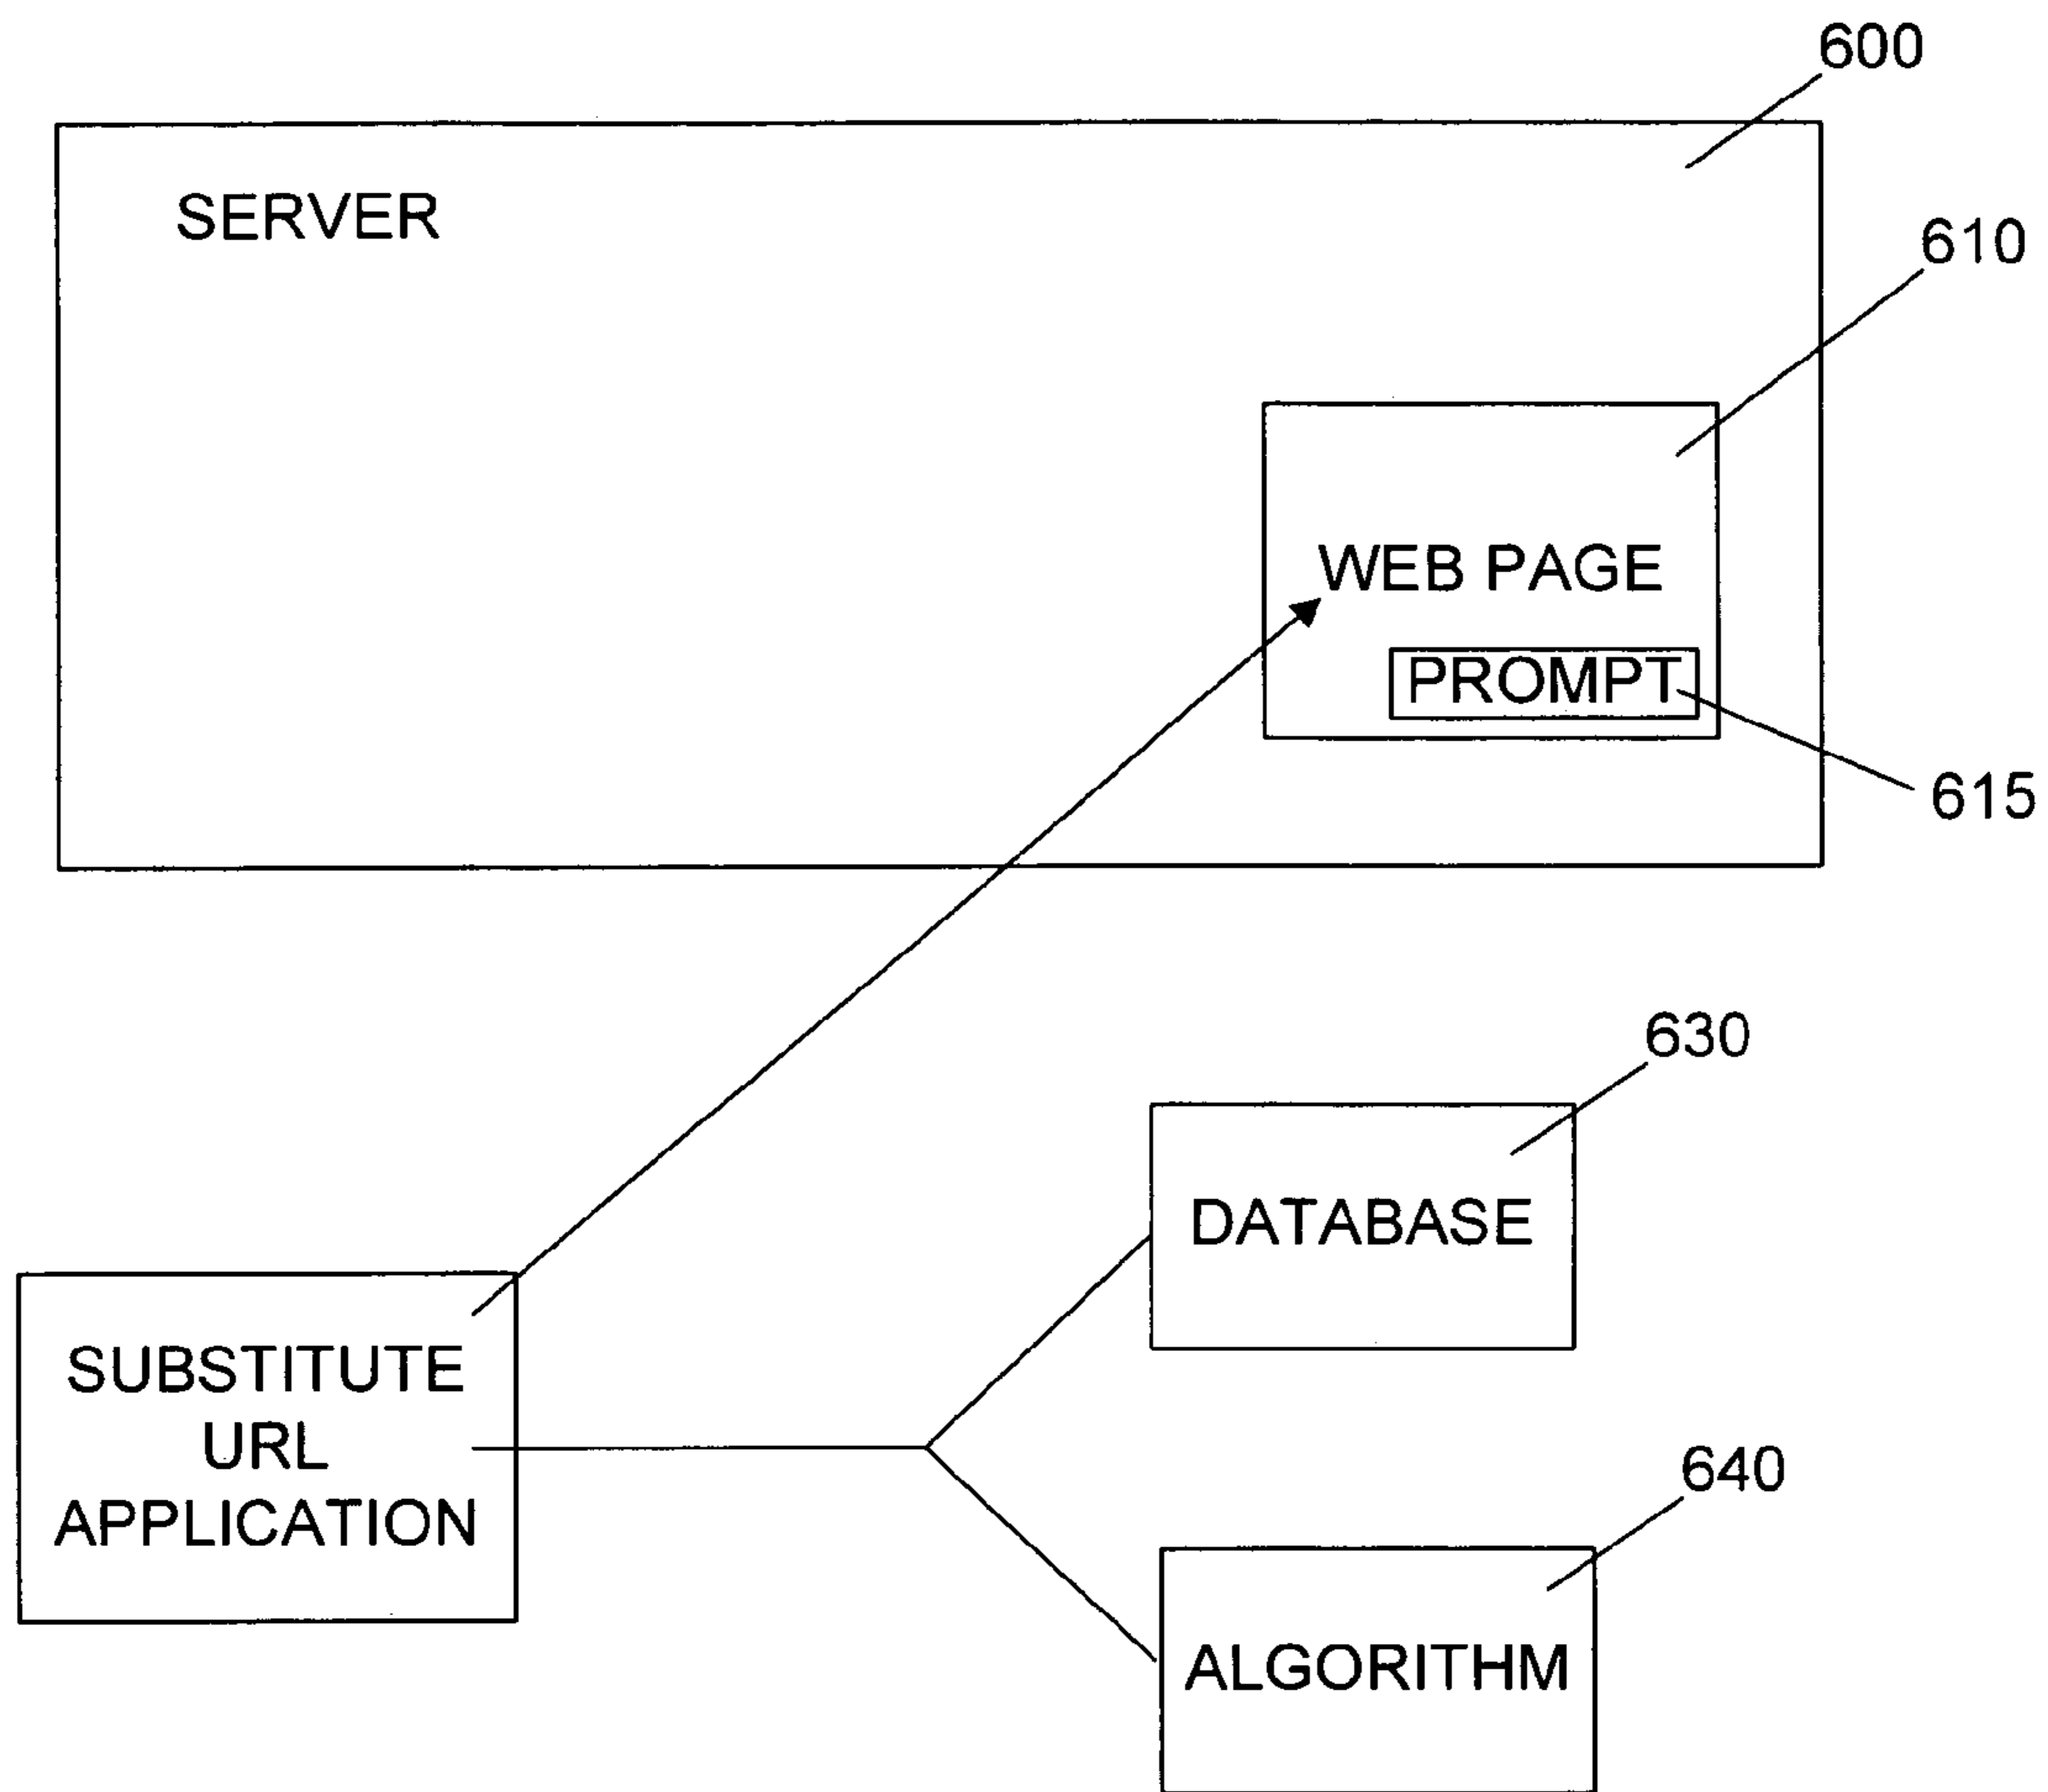 600
SERVER
610
WEB PAGE
PROMPT
615
630
DATABASE
SUBSTITUTE
URL
APPLICATION
640
ALGORITHM